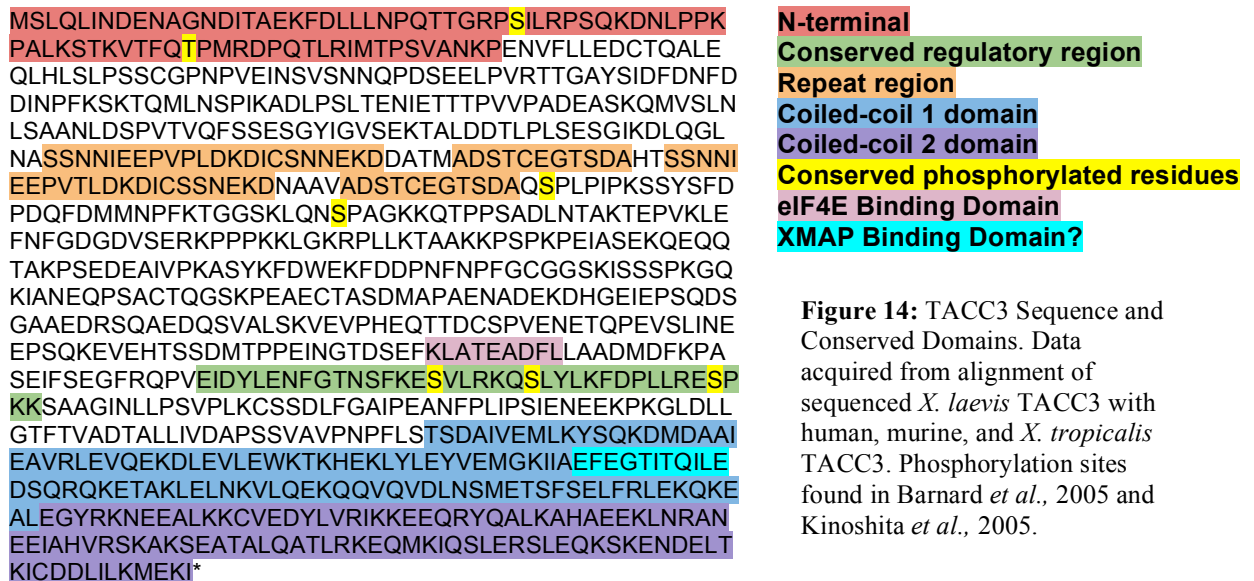 MSLQLINDENAGNDITAEKFDLLLNPQTTGRPSILRPSQKDNLPPK
PALKSTKVTFQTPMRDPQTLRIMTPSVANKPENVFLLEDCTQALE
QLHLSLPSSCGPNPVEINSVSNNQPDSEELPVRTTGAYSIDFDNFD
DINPFKSKTQMLNSPIKADLPSLTENIETTTPVVPADEASKQMVSLN
LSAANLDSPVTVQFSSESGYIGVSEKTALDDTLPLSESGIKDLQGL
NASSNNIEEPVPLDKDICSNNEKDDATMADSTCEGTSDAHTSSNNI
EEPVTLDKDICSSNEKDNAAVADSTCEGTSDAQSPLPIPKSSYSFD
PDQFDMMNPFKTGGSKLQNSPAGKKQTPPSADLNTAKTEPVKLE
FNFGDGDVSERKPPPKKLGKRPLLKTAAKKPSPKPEIASEKQEQQ
TAKPSEDEAIVPKASYKFDWEKFDDPNFNPFGCGGSKISSSPKGQ
KIANEQPSACTQGSKPEAECTASDMAPAENADEKDHGEIEPSQDS
GAAEDRSQAEDQSVALSKVEVPHEQTTDCSPVENETQPEVSLINE
EPSQKEVEHTSSDMTPPEINGTDSEFKLATEADFLLAADMDFKPA
SEIFSEGFRQPVEIDYLENFGTNSFKESVLRKQSLYLKFDPLLRESP
KKSAAGINLLPSVPLKCSSDLFGAIPEANFPLIPSIENEEKPKGLDLL
GTFTVADTALLIVDAPSSVAVPNPFLSTSDAIVEMLKYSQKDMDAAI
EAVRLEVQEKDLEVLEWKTKHEKLYLEYVEMGKIIAEFEGTITQILE
DSQRQKETAKLELNKVLQEKQQVQVDLNSMETSFSELFRLEKQKE
ALEGYRKNEEALKKCVEDYLVRIKKEEQRYQALKAHAEEKLNRAN
EEIAHVRSKAKSEATALQATLRKEQMKIQSLERSLEQKSKENDELT
KICDDLILKMEKI*
N-terminal
Conserved regulatory region
Repeat region
Coiled-coil 1 domain
Coiled-coil 2 domain
Conserved phosphorylated residues
eIF4E Binding Domain
XMAP Binding Domain?
Figure 14: TACC3 Sequence and
Conserved Domains. Data
acquired from alignment of
sequenced X. laevis TACC3 with
human, murine, and X. tropicalis
TACC3. Phosphorylation sites
found in Barnard et al., 2005 and
Kinoshita et al., 2005.